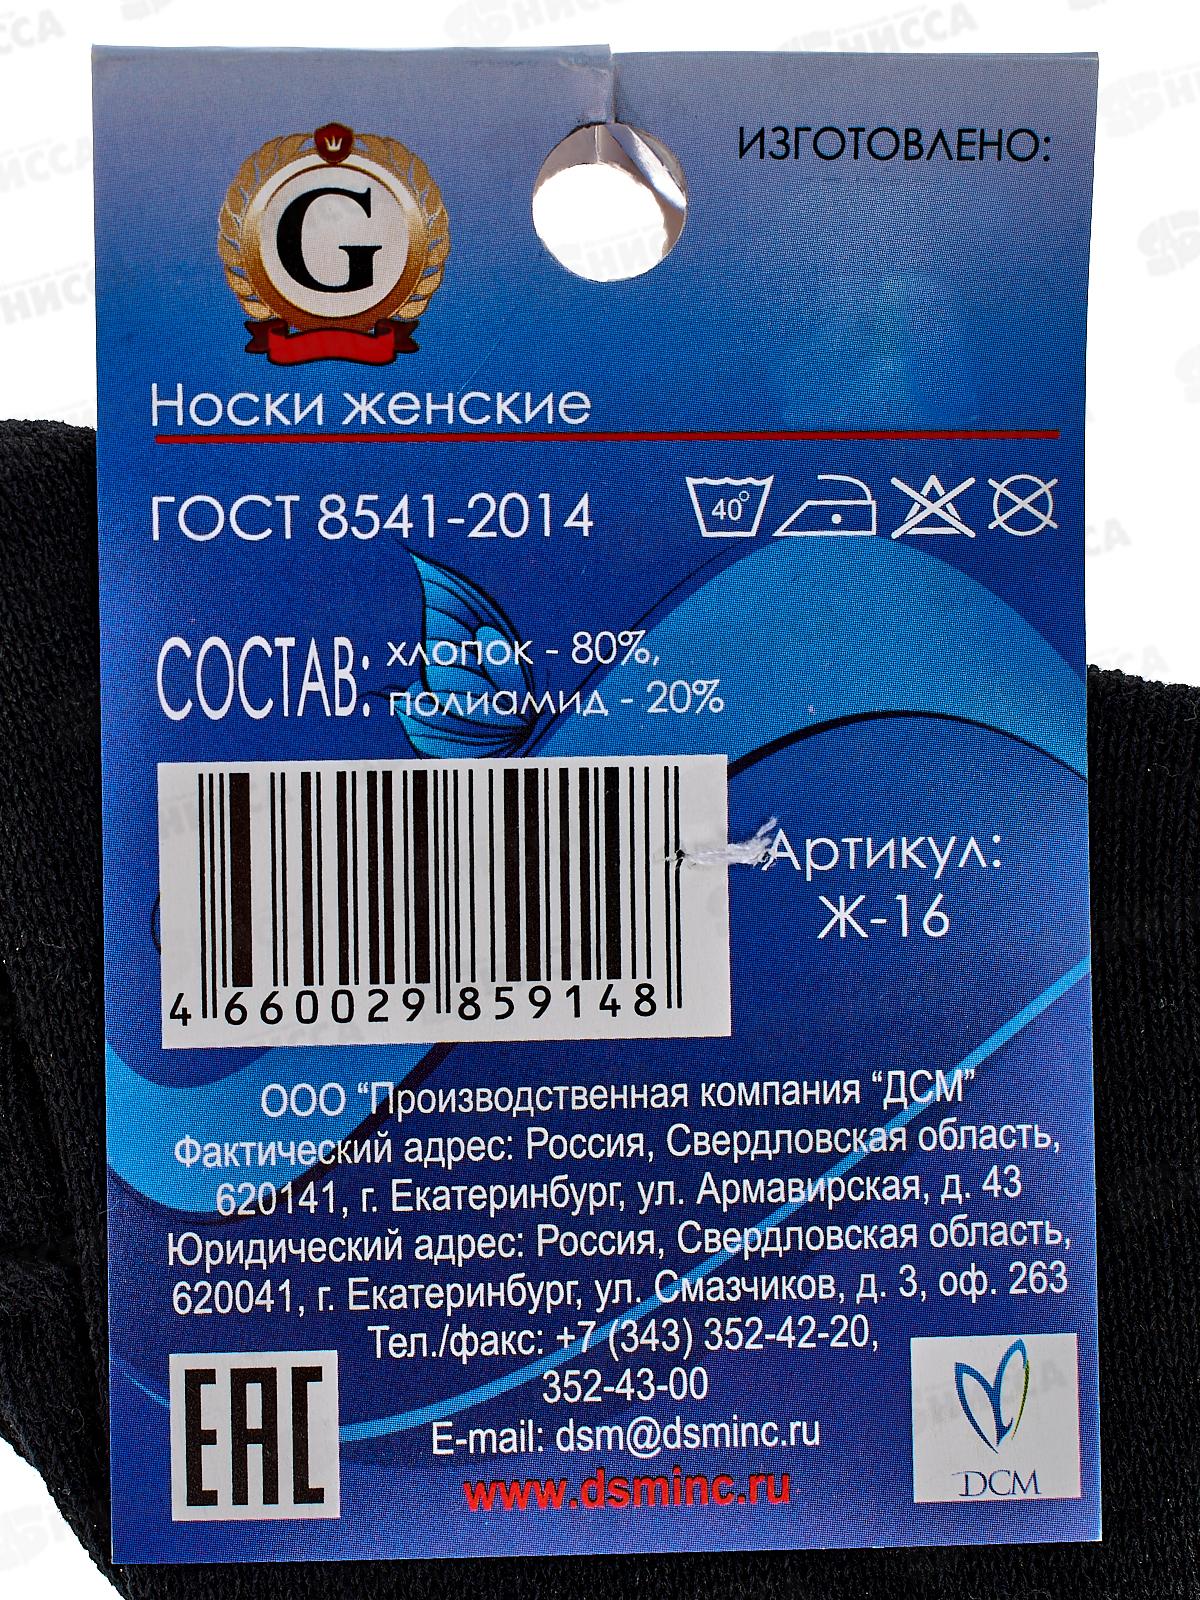 ИЗГОТОВЛЕНО:
G
Носки женские
ГОСТ 8541-2014
40°
СОСТАВ: хлопок - 80%,
полиамид - 20%
Артикул:
Ж-16
4 660029 859148
ООО “Производственная компания “ДСМ”
Фактический адрес: Россия, Свердловская область,
620141, г. Екатеринбург, ул. Армавирская, д. 43
Юридический адрес: Россия, Свердловская область,
620041, г. Екатеринбург, ул. Смазчиков, д. 3, оф. 263
Тел./факс: +7 (343) 352-42-20,
352-43-00
E-mail: dsm@dsminc.ru
www.dsminc.ru
ЕАС
DCM